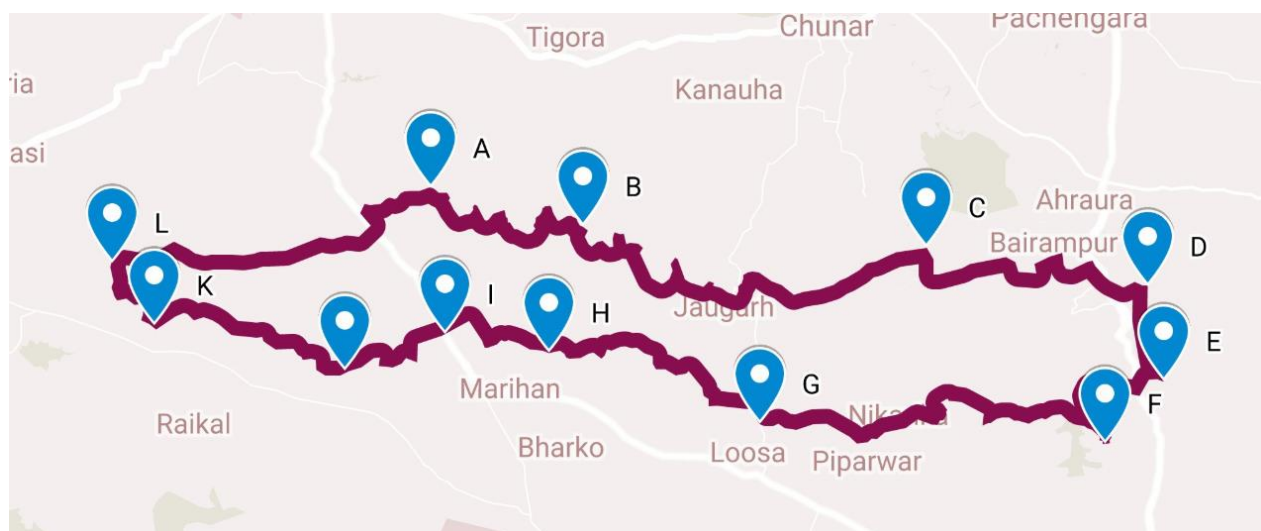 Pachengara
Chunar
Tigora
ria
Kanauha
A
asi
B
Ahraura
C
L
Bairampur
D
K
I
Jaugarh
H
E
G
Marihan
F
Raikal
Bharko
Loosa
Piparwar